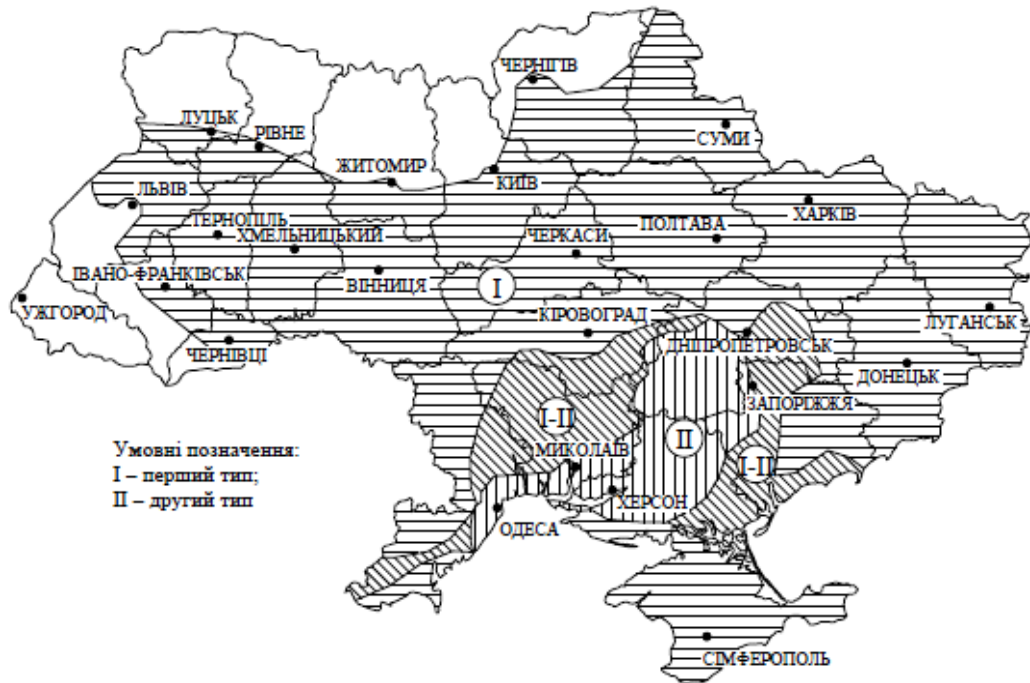 ЧЕРНІГІВ
ЛУЦЬК
РІВНЕ
СУМИ
ЖИТОМИР
КИЇВ
ЛЬВІВ
ХАРКІВ
ТЕРНОПІЛЬ
ПОЛТАВА
ХМЕЛЬНИЦЬКИЙ
ЧЕРКАСИ
ІВАНО-ФРАНКІВСЬК
ВІННИЦЯ
I
УЖГОРОД
КІРОВОГРАД
ЛУГАНСЬК
ЧЕРНІВЦІ
ДНІПРОПЕТРОВСЬК
ДОНЕЦЬК
ЗАПОРІЖЖЯ
I-II
II
Умовні позначення:
МИКОЛАЇВ
I-II
I – перший тип;
II – другий тип
ХЕРСОН
ОДЕСА
СІМФЕРОПОЛЬ